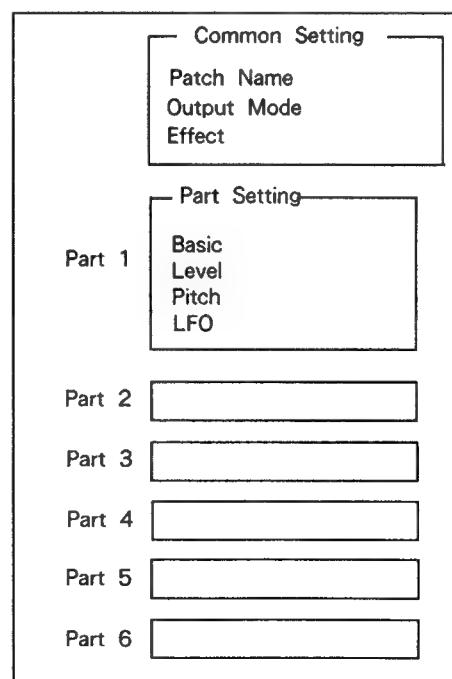 Common Setting
Patch Name
Output Mode
Effect
Part Setting
Part 1
Basic
Level
Pitch
LFO
Part 2
Part 3
Part 4
Part 5
Part 6